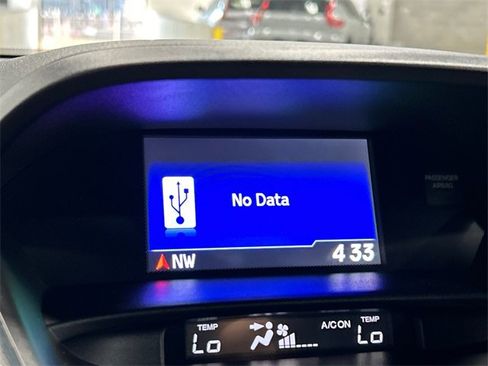 No Data
PASSENGER
AIRBAG
NW
4 33
TEMP
Lo
A/C ON
TEMP
Lo